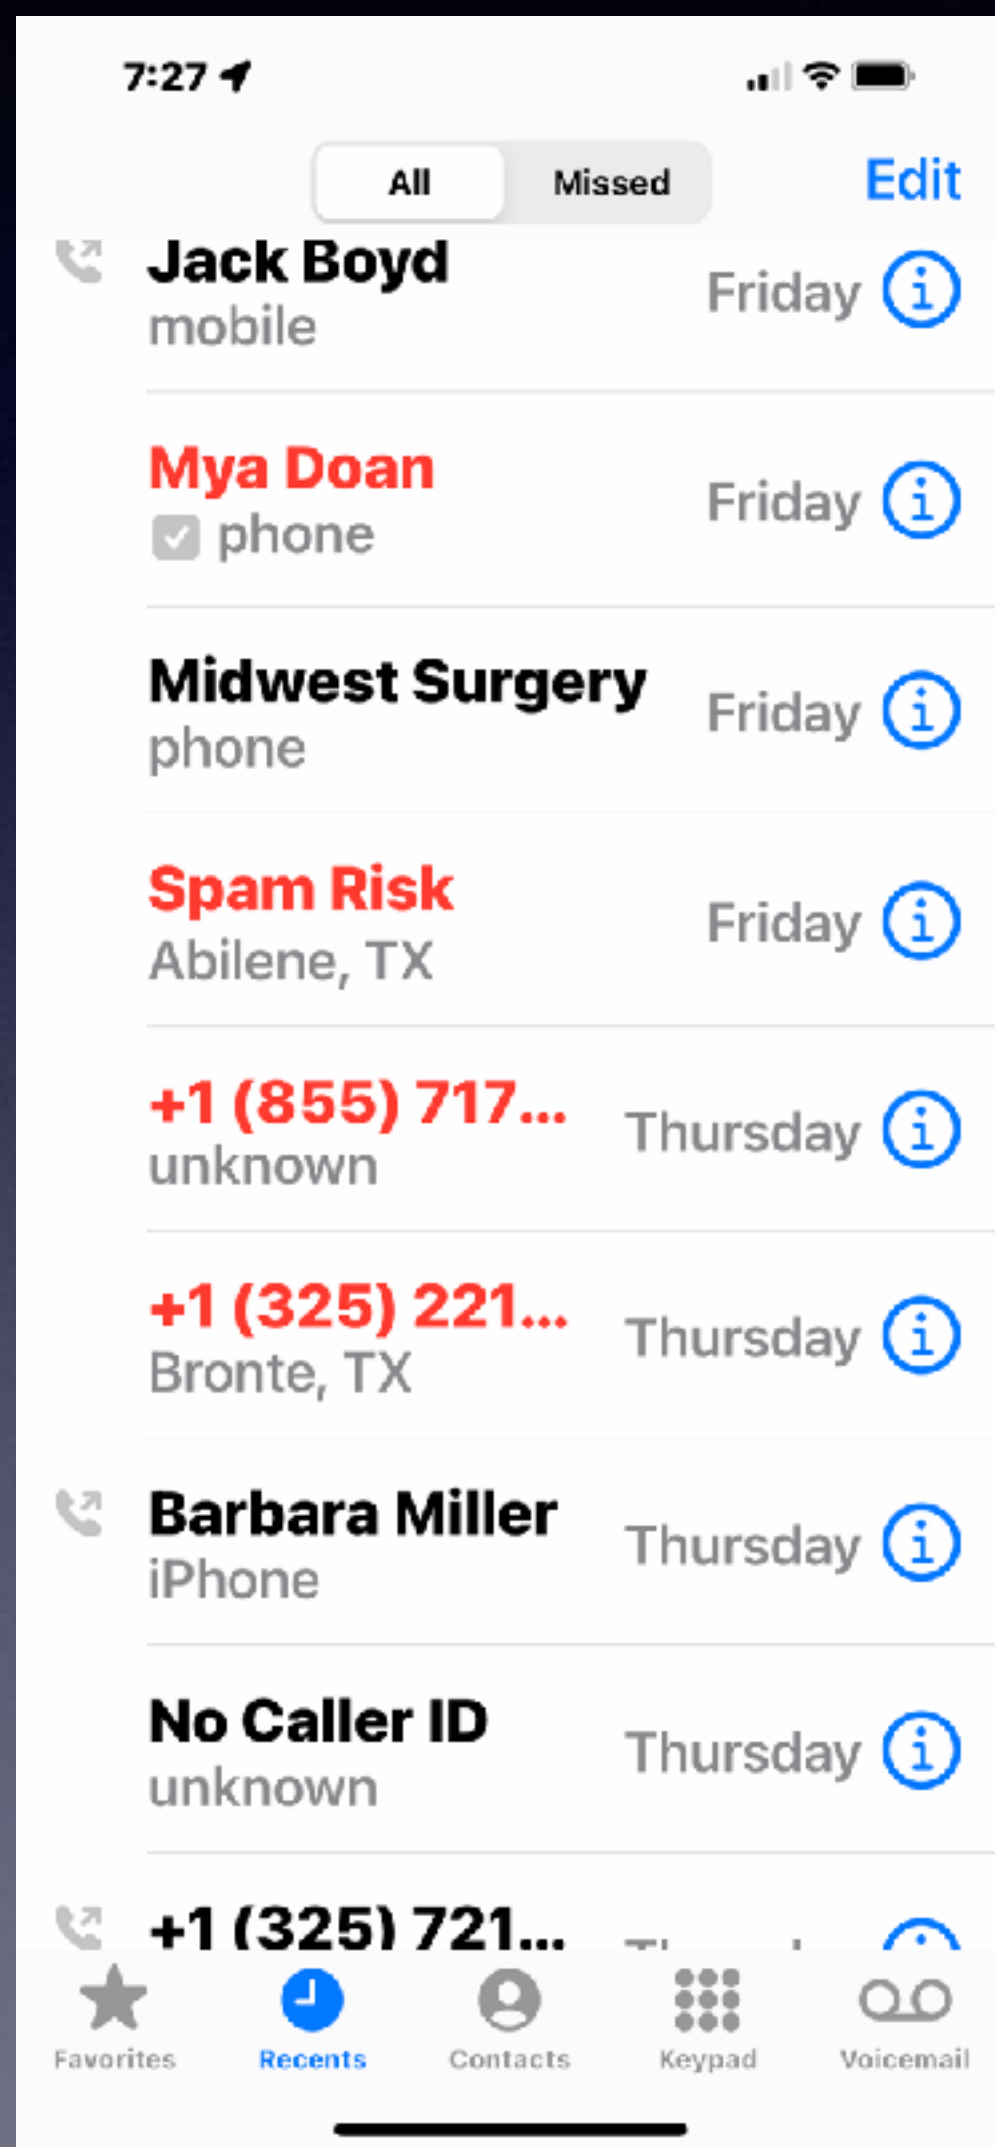 7:27
All Missed Edit
Jack Boyd
mobile
Friday
Mya Doan
phone
Friday
Midwest Surgery
phone
Friday
Spam Risk
Abilene, TX
Friday
+1 (855) 717...
unknown
Thursday
+1 (325) 221...
Bronte, TX
Thursday
Barbara Miller
iPhone
Thursday
No Caller ID
unknown
Thursday
+1 (325) 721...
Favorites Recents Contacts Keypad Voicemail